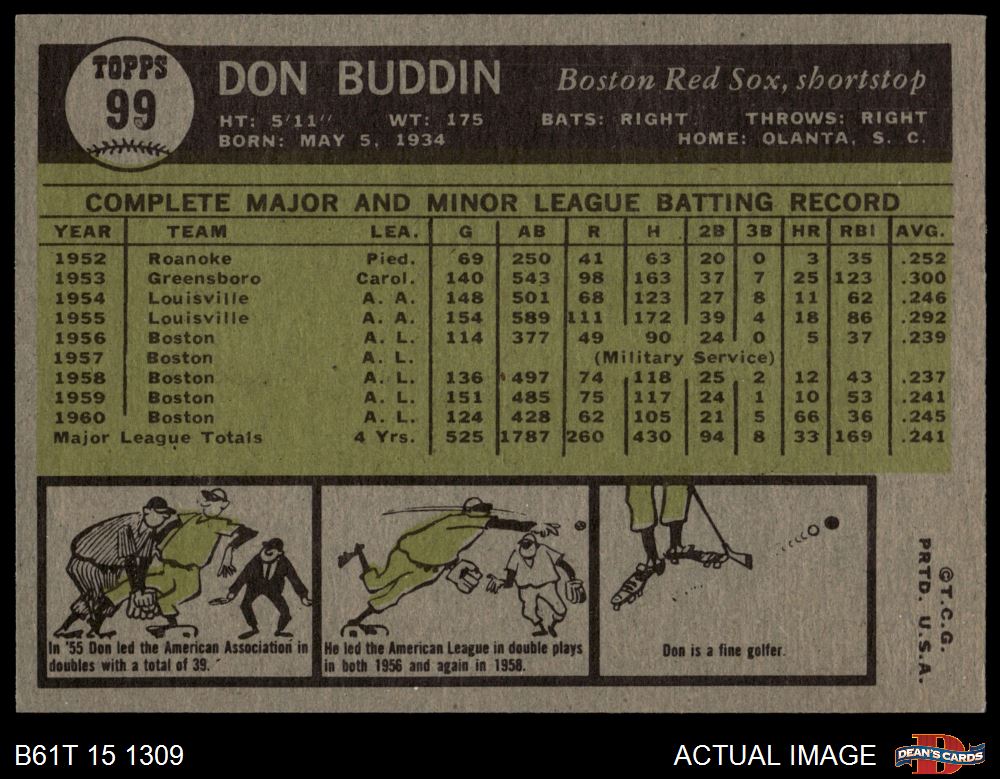 TOPPS
99
DON BUDDIN Boston Red Sox, shortstop
HT: 5'11" WT: 175 BATS: RIGHT THROWS: RIGHT
BORN: MAY 5, 1934 HOME: OLANTA, S. C.
COMPLETE MAJOR AND MINOR LEAGUE BATTING RECORD
YEAR TEAM LEA. G AB R H 2B 3B HR RBI AVG.
1952 Roanoke Pied. 69 250 41 63 20 0 3 35 .252
1953 Greensboro Carol. 140 543 98 163 37 7 25 123 .300
1954 Louisville A. A. 148 501 68 123 27 8 11 62 .246
1955 Louisville A. A. 154 589 111 172 39 4 18 86 .292
1956 Boston A. L. 114 377 49 90 24 0 5 37 .239
1957 Boston A. L. (Military Service)
1958 Boston A. L. 136 497 74 118 25 2 12 43 .237
1959 Boston A. L. 151 485 75 117 24 1 10 53 .241
1960 Boston A. L. 124 428 62 105 21 5 66 36 .245
Major League Totals 4 Yrs. 525 1787 260 430 94 8 33 169 .241
In '55 Don led the American Association in
doubles with a total of 39.
He led the American League in double plays
in both 1956 and again in 1958.
Don is a fine golfer.
©T.C.G.
PRTD. U.S.A.
B61T 15 1309 ACTUAL IMAGE
D
DEAN'S CARDS